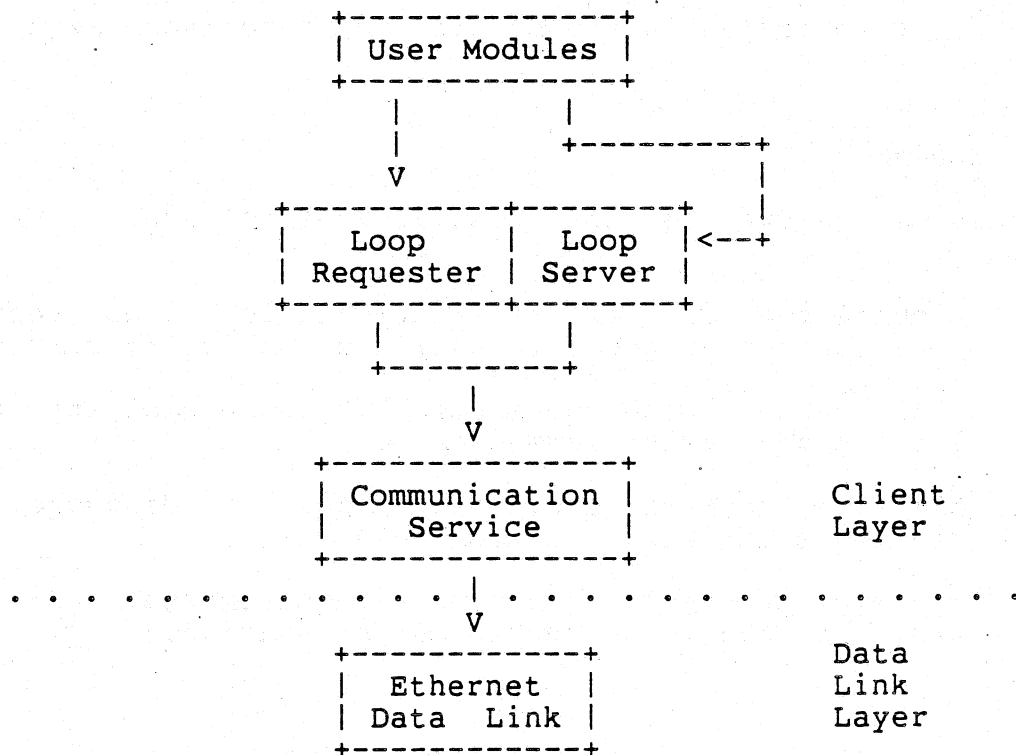 User Modules
Loop Loop
Requester Server
Communication Client
Service Layer
Data
Ethernet Link
Data Link Layer